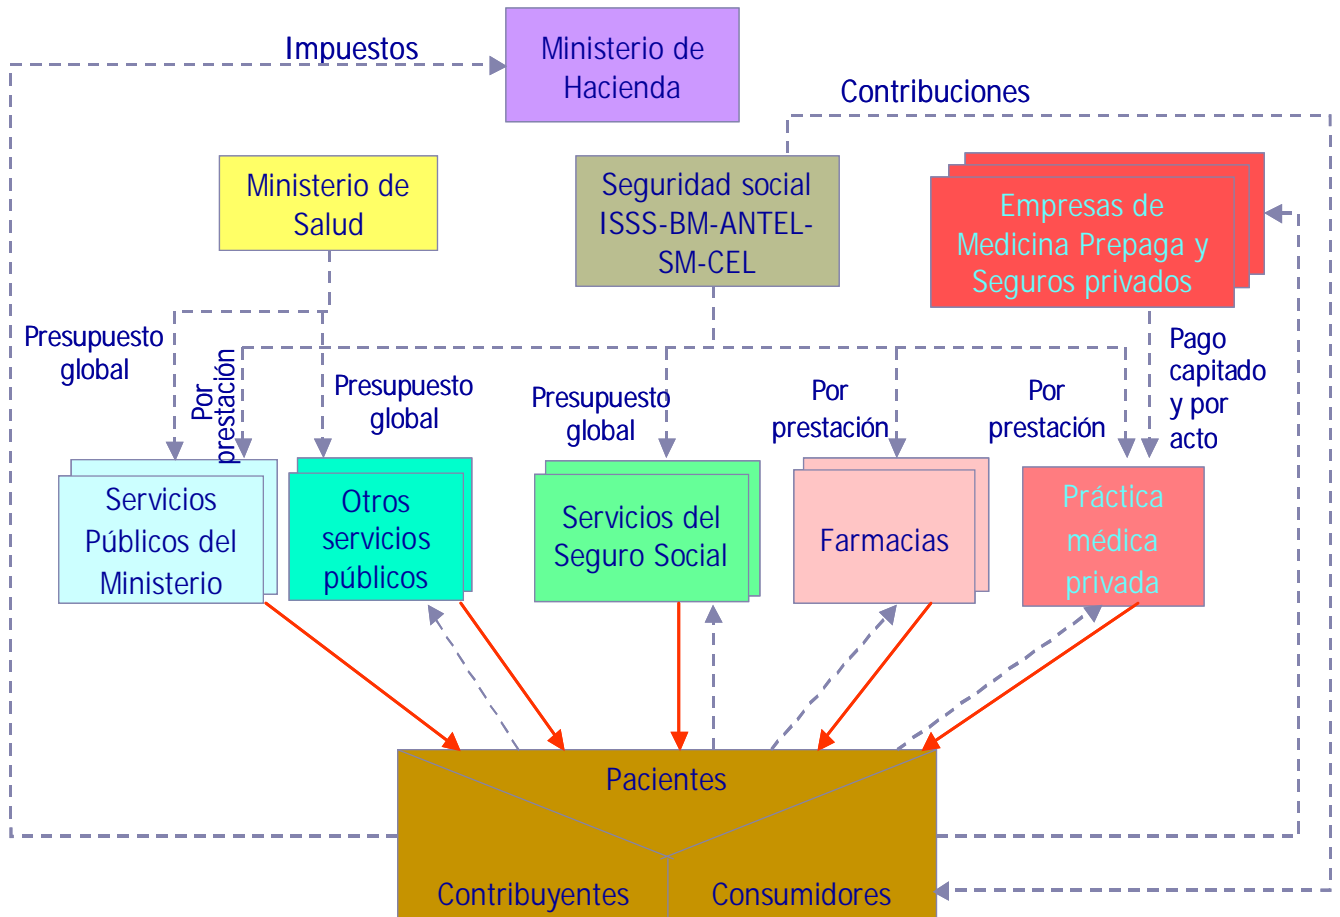 Impuestos
Ministerio de
Hacienda
Contribuciones
Ministerio de
Salud
Seguridad social
ISSS-BM-ANTEL-
SM-CEL
Empresas de
Medicina Prepaga y
Seguros privados
Presupuesto
global
Por
prestación
Presupuesto
global
Presupuesto
global
Por
prestación
Por
prestación
Pago
capitado
y por
acto
Servicios
Públicos del
Ministerio
Otros
servicios
públicos
Servicios del
Seguro Social
Farmacias
Práctica
médica
privada
Pacientes
Contribuyentes
Consumidores